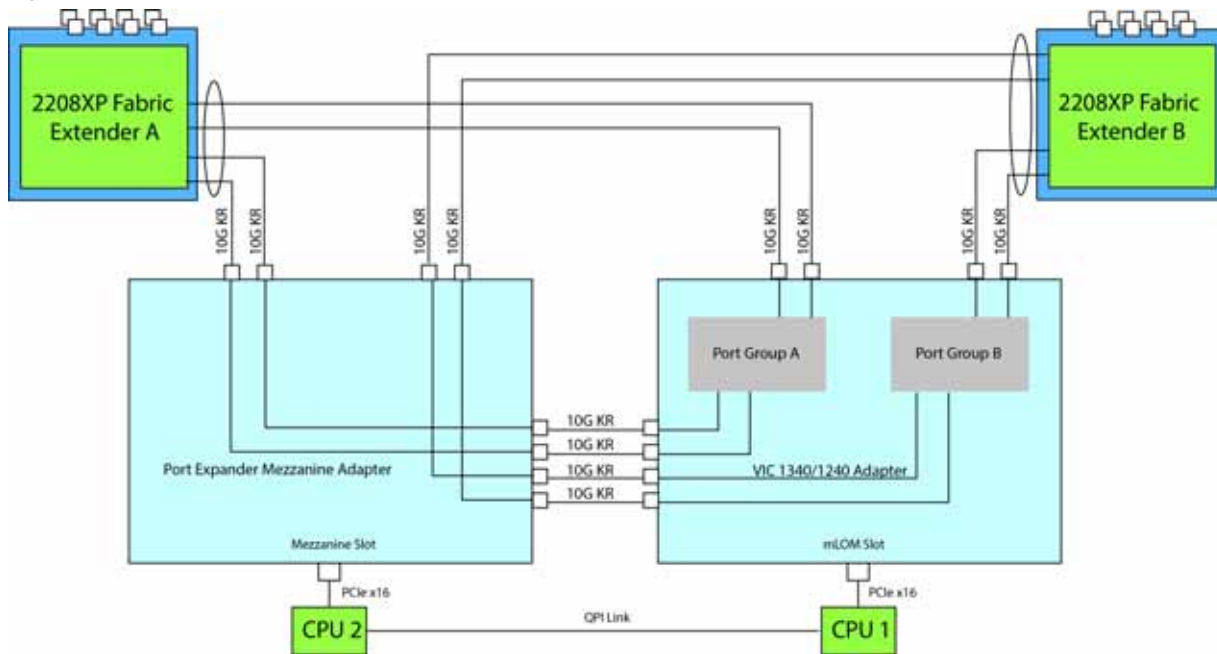 2208XP Fabric
Extender A
2208XP Fabric
Extender B
10G KR
10G KR
10G KR
10G KR
10G KR
10G KR
10G KR
10G KR
Port Group A
Port Group B
10G KR
10G KR
10G KR
10G KR
Port Expander Mezzanine Adapter
VIC 1340/1240 Adapter
Mezzanine Slot
mLOM Slot
PCIe x16
PCIe x16
CPU 2
QPI Link
CPU 1